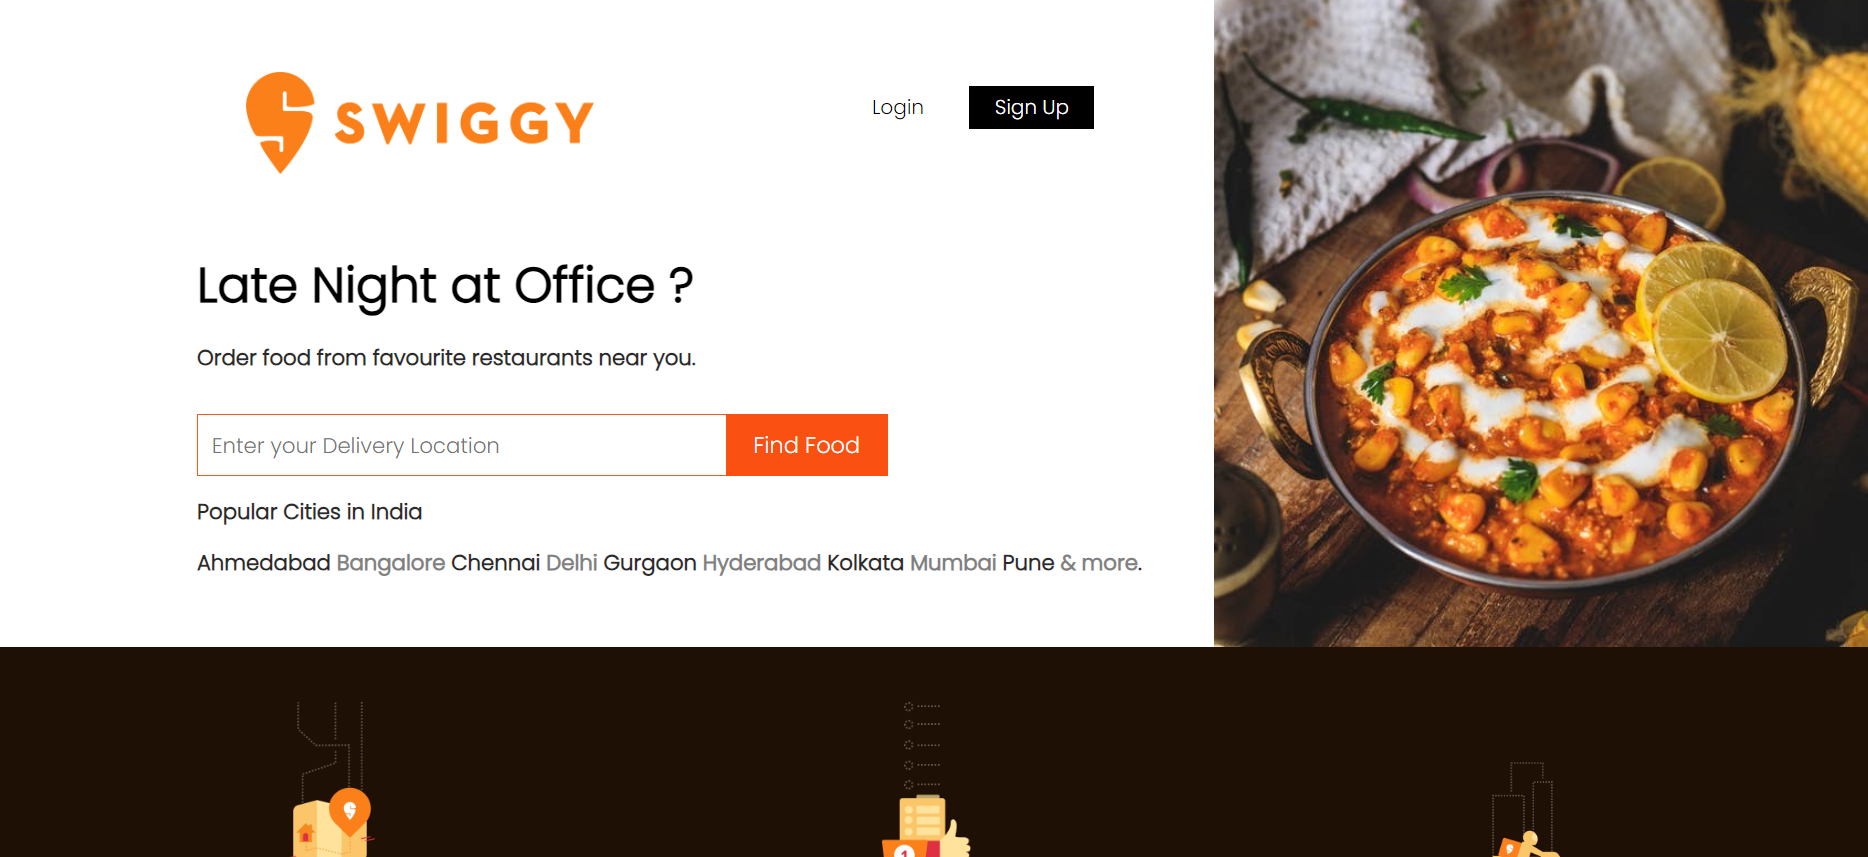 SWIGGY
Login
Sign Up
Late Night at Office ?
Order food from favourite restaurants near you.
Enter your Delivery Location
Find Food
Popular Cities in India
Ahmedabad Bangalore Chennai Delhi Gurgaon Hyderabad Kolkata Mumbai Pune & more.
1